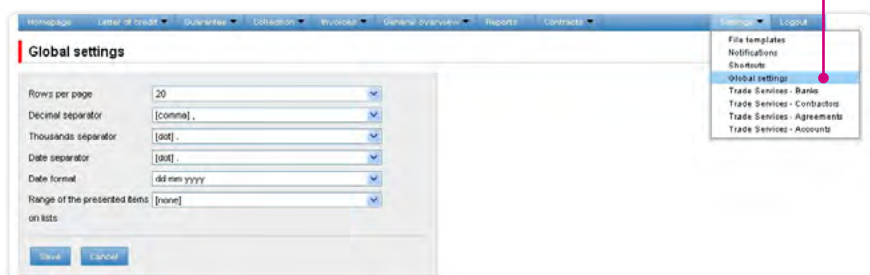 Homepage Letter of credit Guarantee Collection Invoices General overview Reports Contracts Settings Logout
Global settings
File templates
Notifications
Shortcuts
Global settings
Trade Services - Banks
Trade Services - Contractors
Trade Services - Agreements
Trade Services - Accounts
Rows per page 20
Decimal separator [comma] ,
Thousands separator [dot] .
Date separator [dot] .
Date format dd mm yyyy
Range of the presented items [none]
on lists
Save Cancel